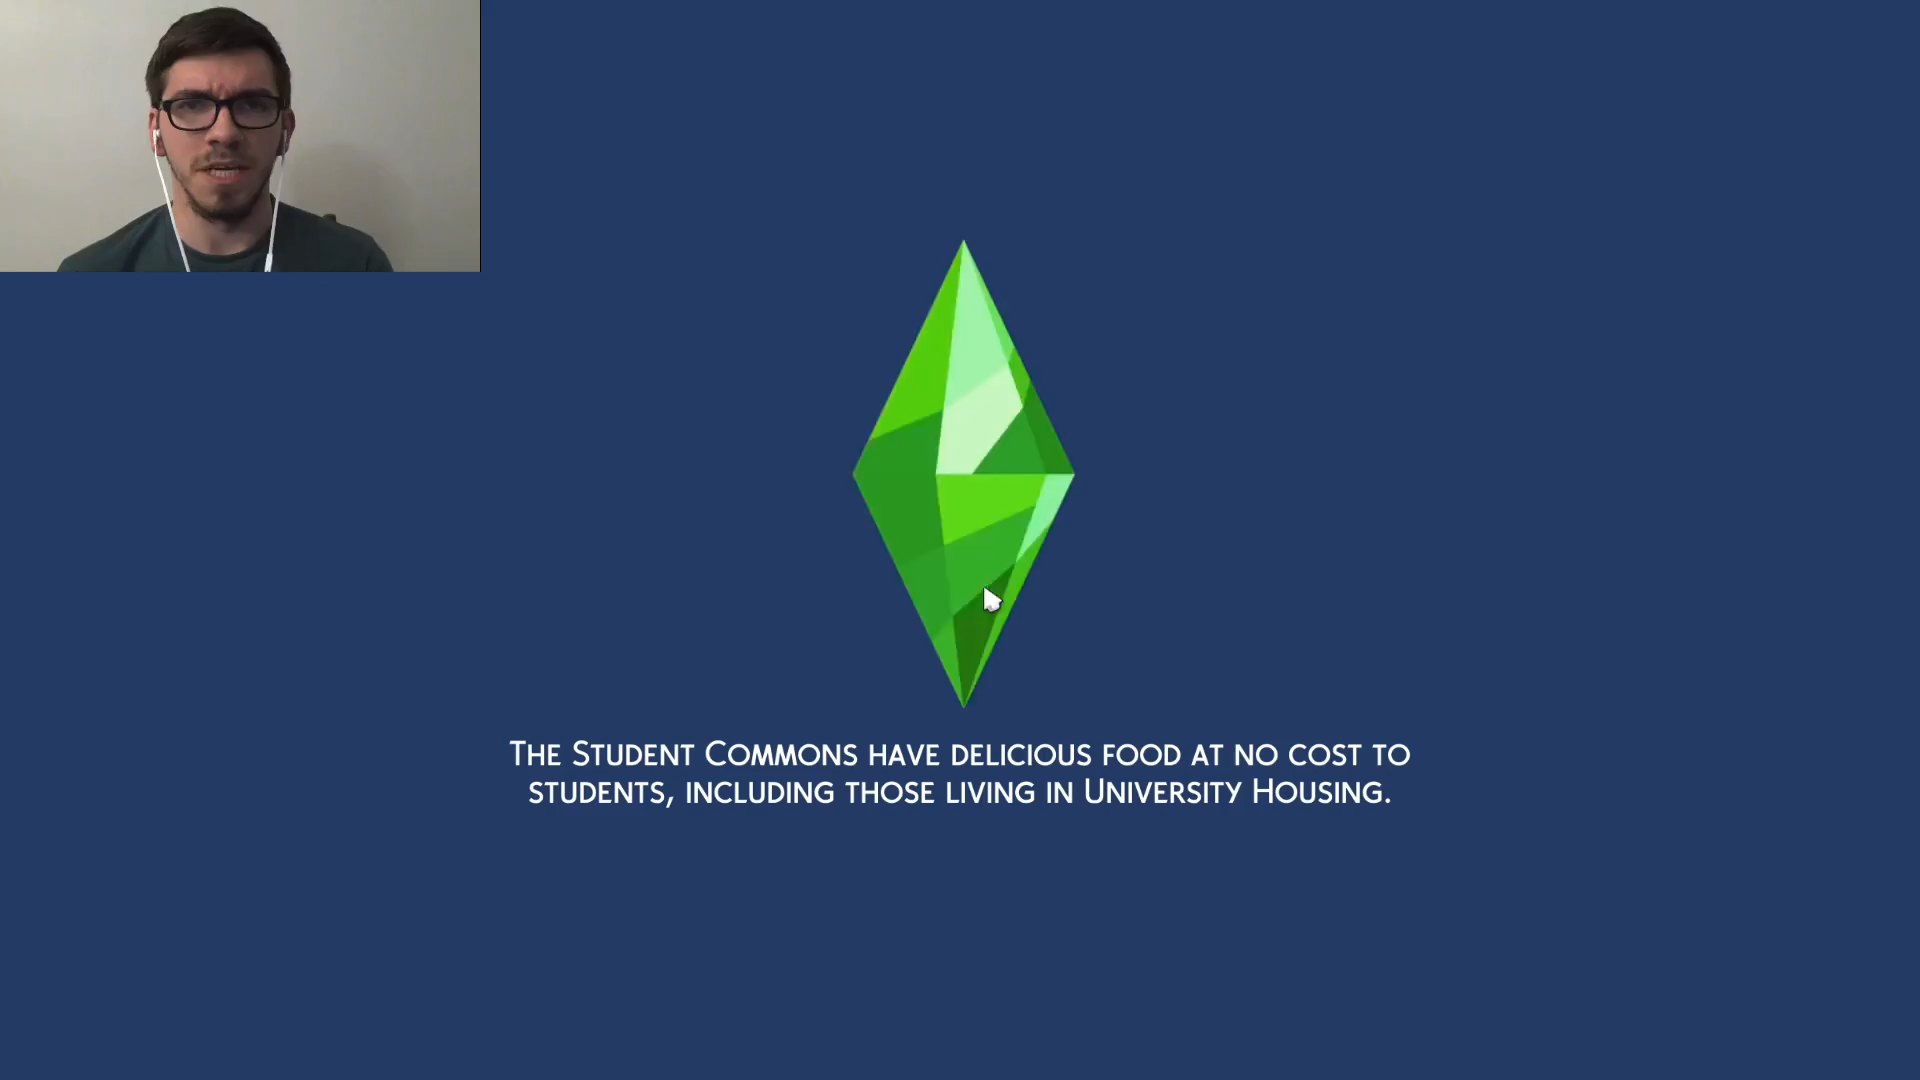 The Student Commons have delicious food at no cost to
students, including those living in University Housing.